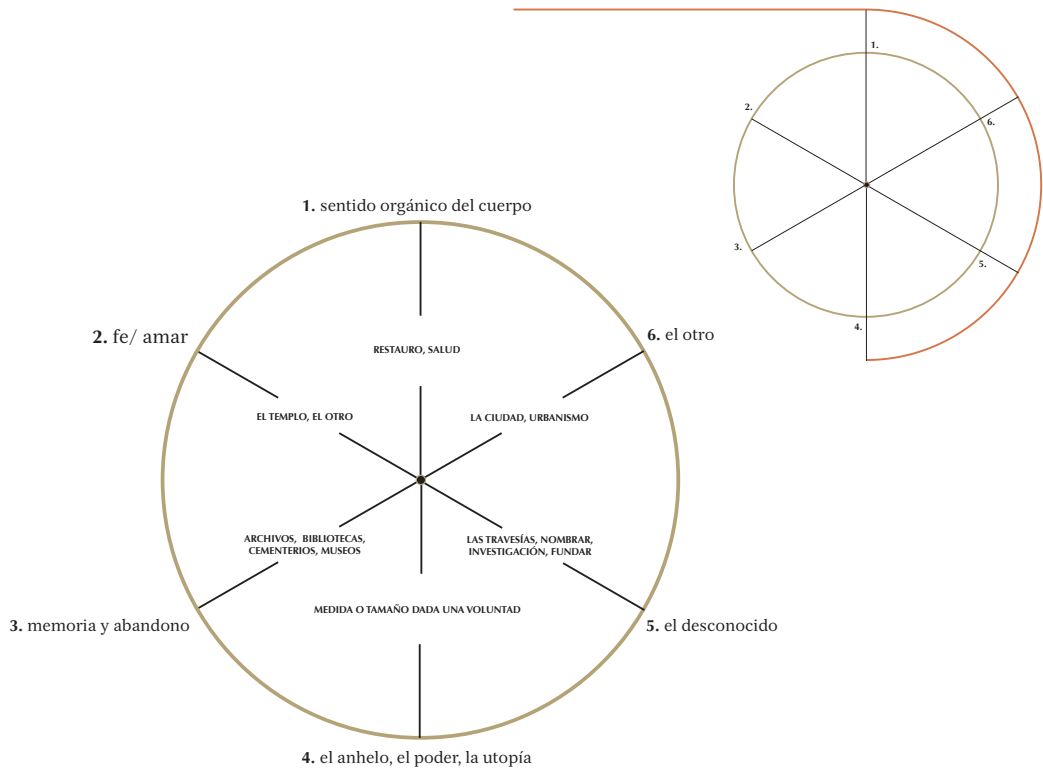 1.
2.
6.
3.
5.
4.
1. sentido orgánico del cuerpo
2. fe/ amar
6. el otro
RESTAURO, SALUD
EL TEMPLO, EL OTRO
LA CIUDAD, URBANISMO
ARCHIVOS, BIBLIOTECAS,
CEMENTERIOS, MUSEOS
LAS TRAVESÍAS, NOMBRAR,
INVESTIGACIÓN, FUNDAR
MEDIDA O TAMAÑO DADA UNA VOLUNTAD
3. memoria y abandono
5. el desconocido
4. el anhelo, el poder, la utopía